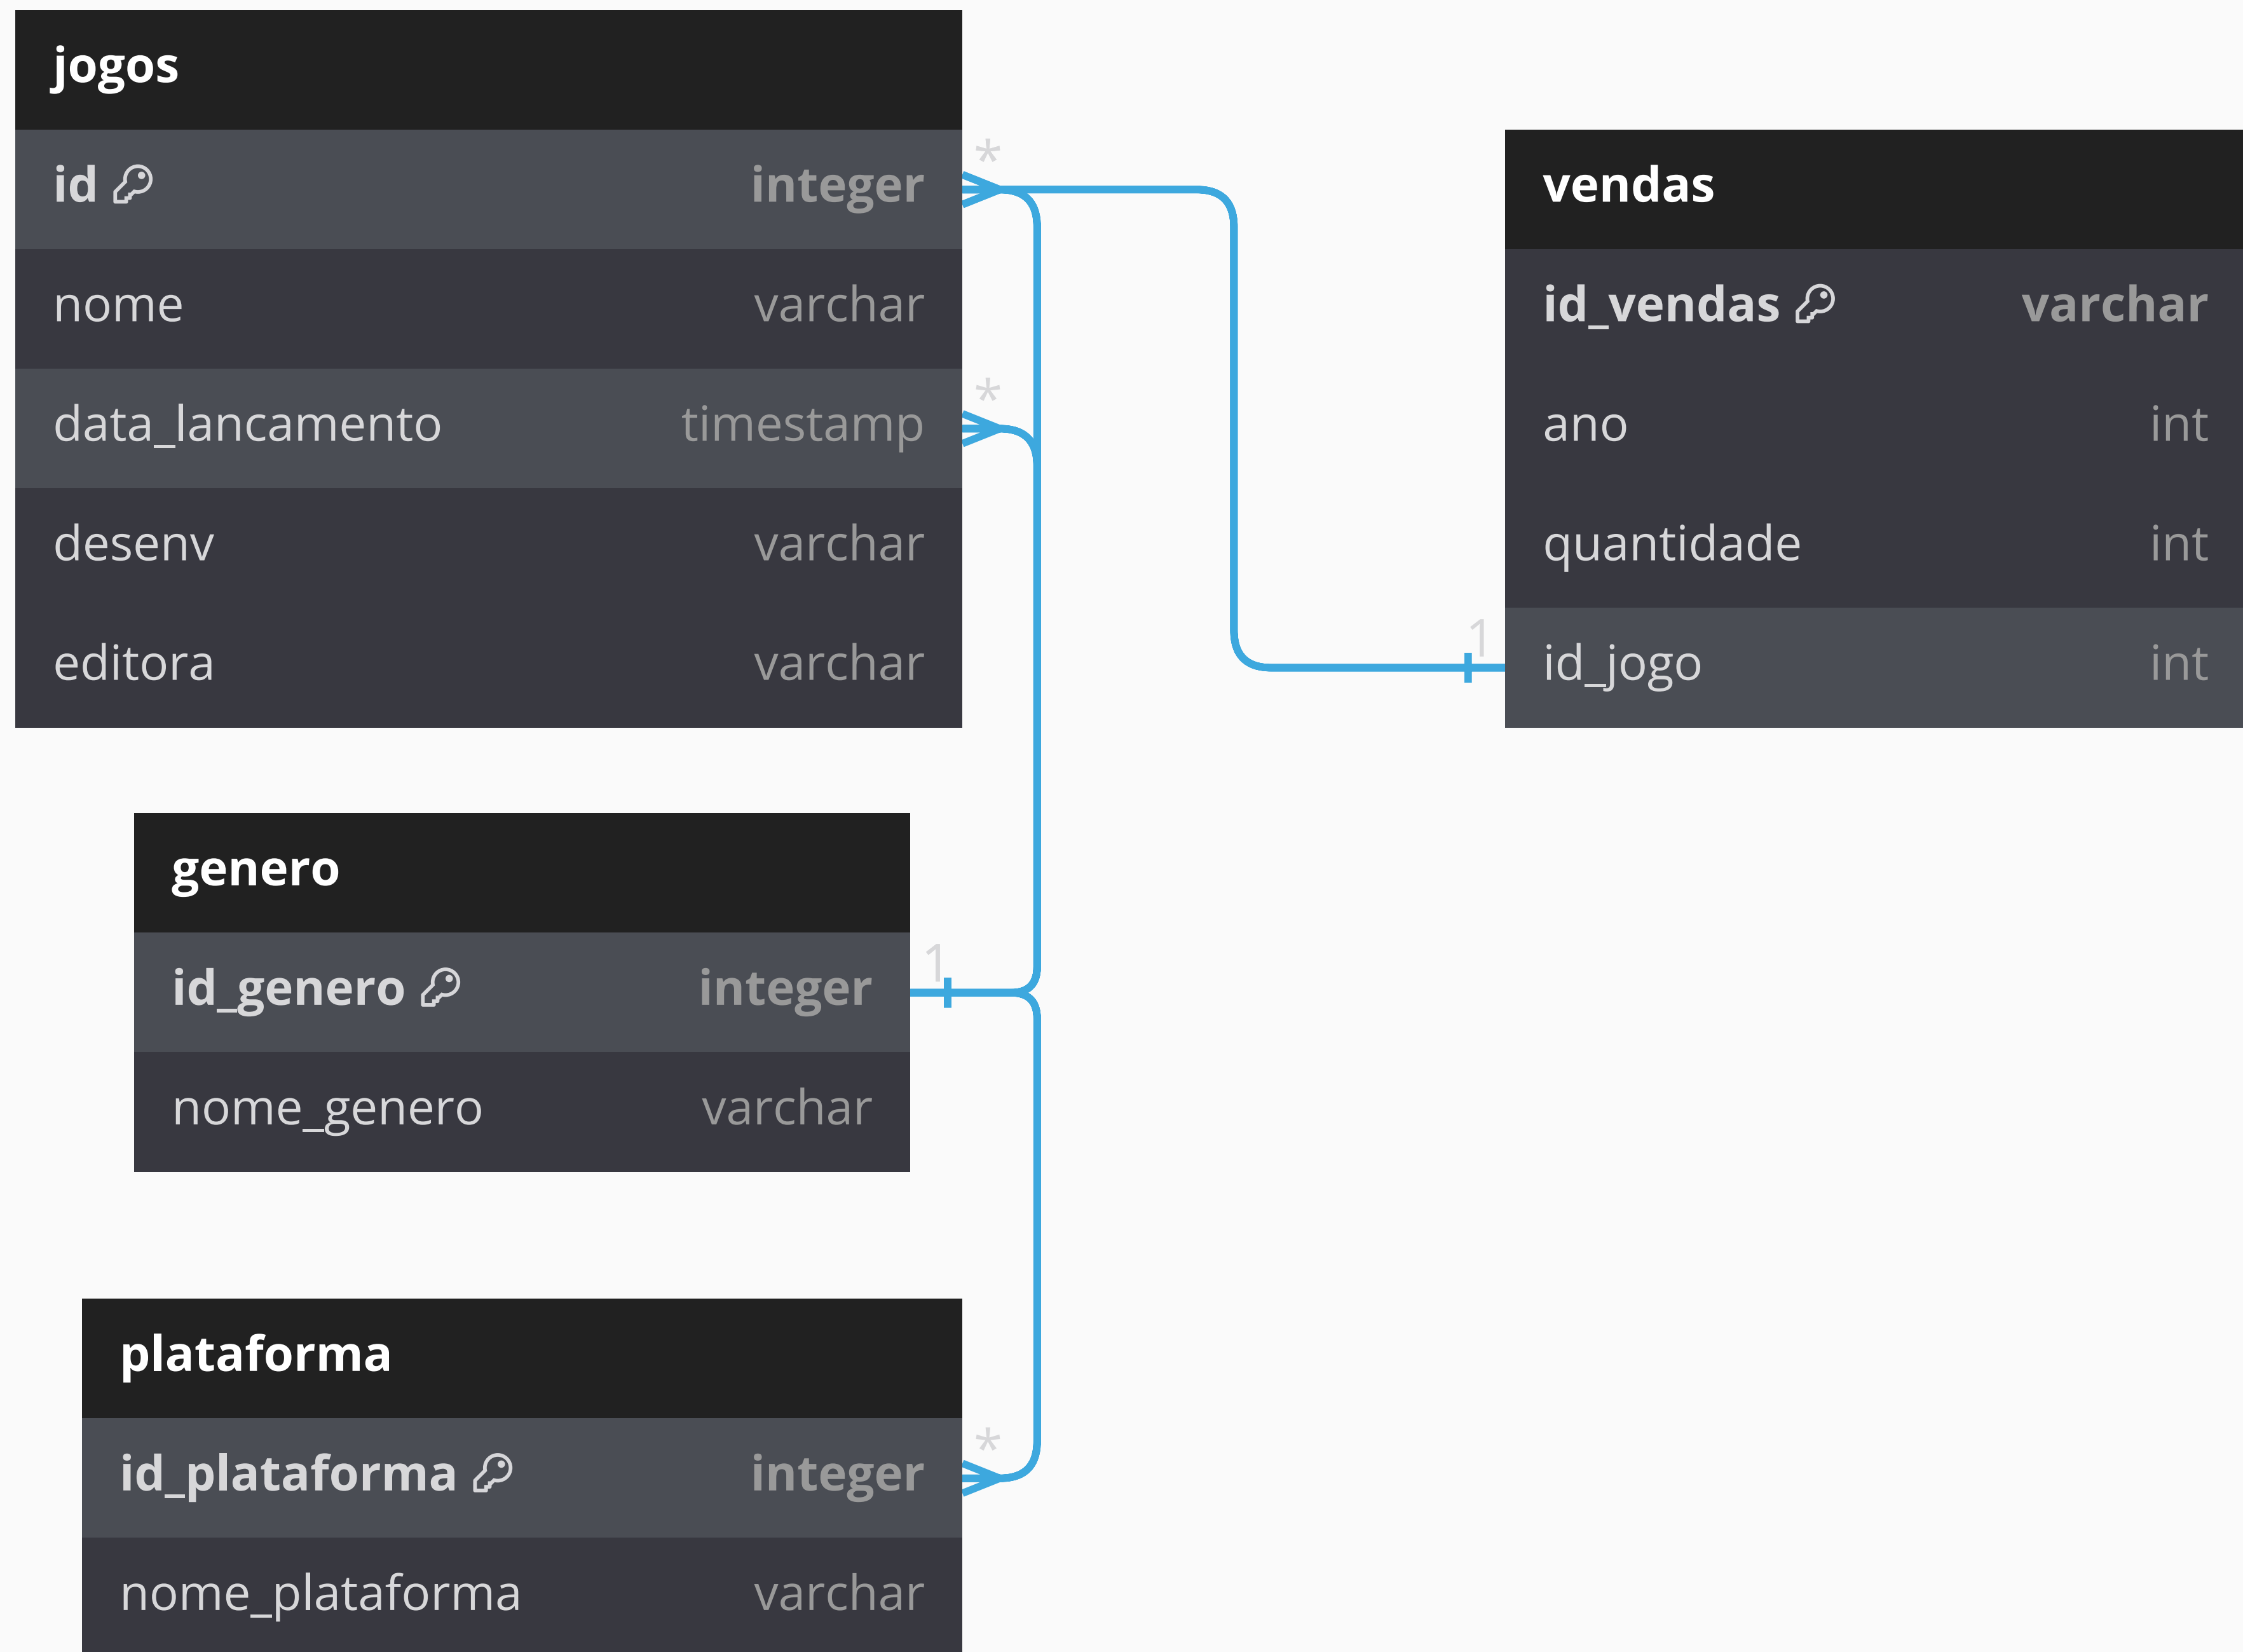 jogos
id integer
nome varchar
data_lancamento timestamp
desenv varchar
editora varchar
*
*
vendas
id_vendas varchar
ano int
quantidade int
id_jogo int
1
genero
id_genero integer
nome_genero varchar
1
plataforma
id_plataforma integer
nome_plataforma varchar
*